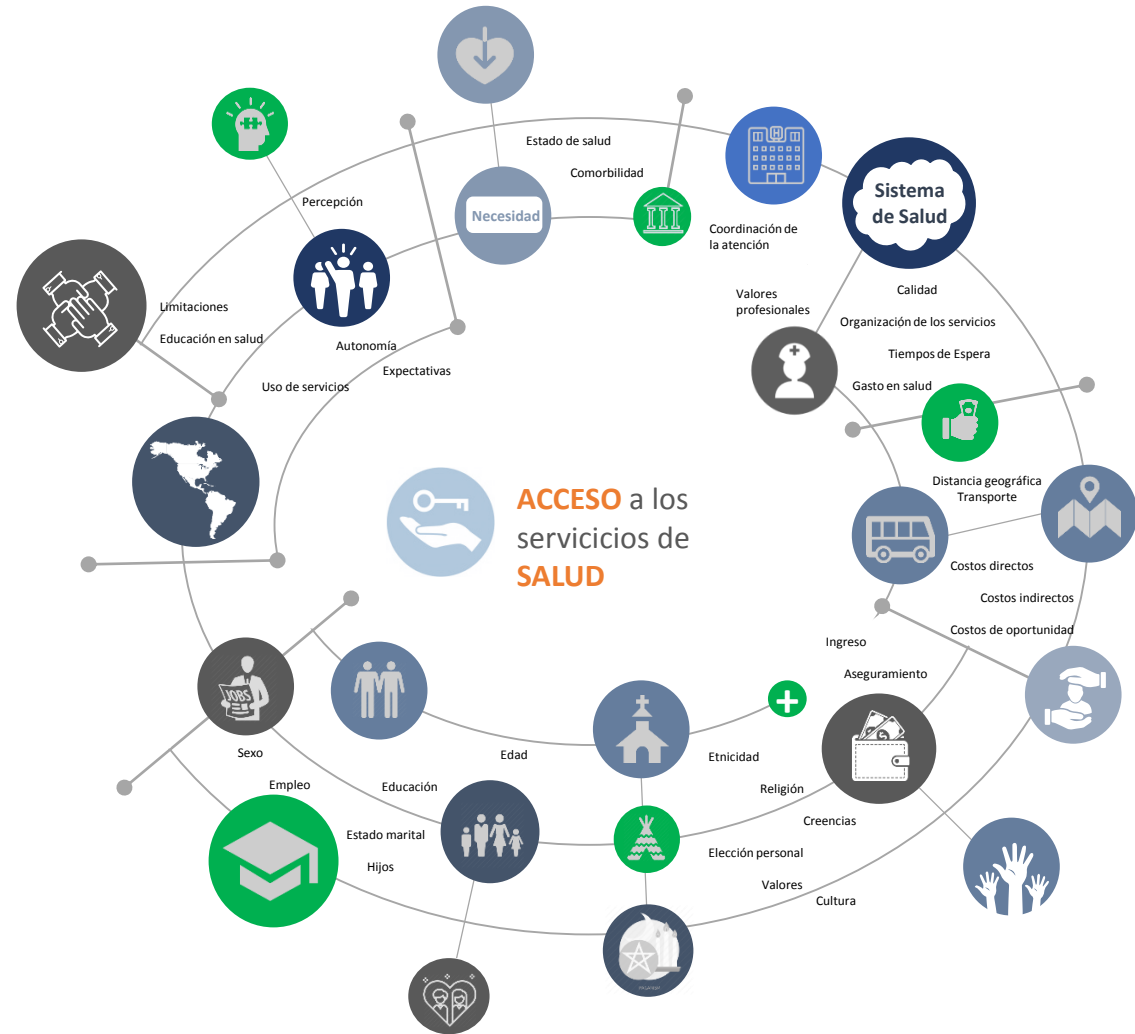 Estado de salud
Comorbilidad
Necesidad
Percepción
Limitaciones
Educación en salud
Autonomía
Expectativas
Uso de servicios
Coordinación de
la atención
Sistema
de Salud
Valores
profesionales
Calidad
Organización de los servicios
Tiempos de Espera
Gasto en salud
Distancia geográfica
Transporte
Costos directos
Costos indirectos
Costos de oportunidad
ACCESO a los
servicicios de
SALUD
Ingreso
Aseguramiento
Etnicidad
Religión
Creencias
Elección personal
Valores
Cultura
JOBS
Sexo
Empleo
Estado marital
Hijos
Educación
Edad
H